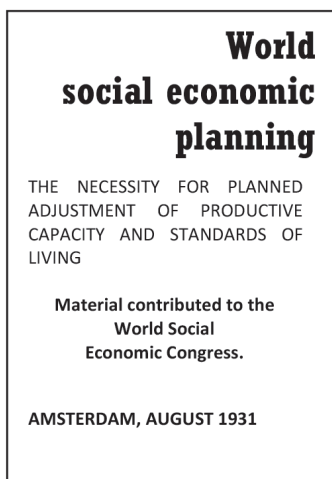 World
social economic
planning
THE NECESSITY FOR PLANNED
ADJUSTMENT OF PRODUCTIVE
CAPACITY AND STANDARDS OF
LIVING
Material contributed to the
World Social
Economic Congress.
AMSTERDAM, AUGUST 1931